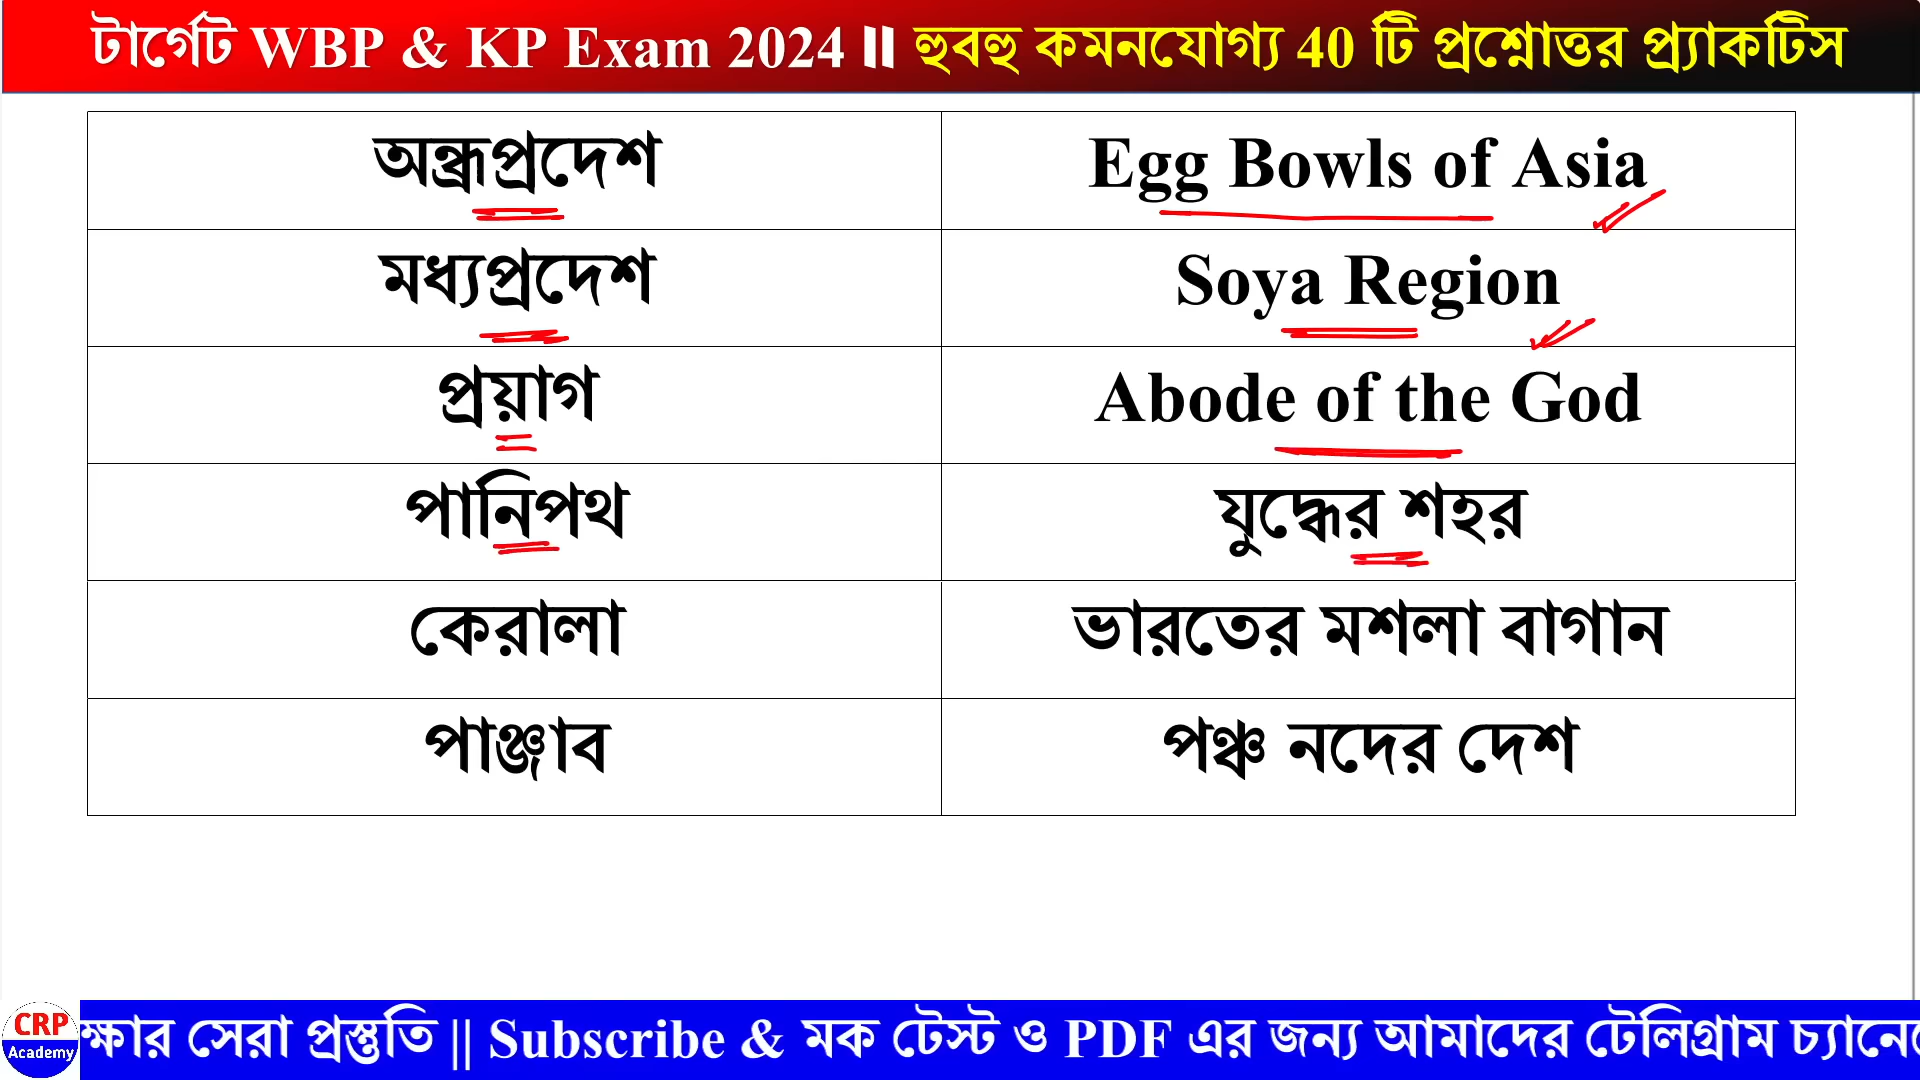 টার্গেট WBP & KP Exam 2024 ॥ হুবহু কমনযোগ্য 40 টি প্রশ্নোত্তর প্র্যাকটিস
অন্ধ্রপ্রদেশ Egg Bowls of Asia
মধ্যপ্রদেশ Soya Region
প্রয়াগ Abode of the God
পানিপথ যুদ্ধের শহর
কেরালা ভারতের মশলা বাগান
পাঞ্জাব পঞ্চ নদের দেশ
CRP
Academy
ক্ষার সেরা প্রস্তুতি || Subscribe & মক টেস্ট ও PDF এর জন্য আমাদের টেলিগ্রাম